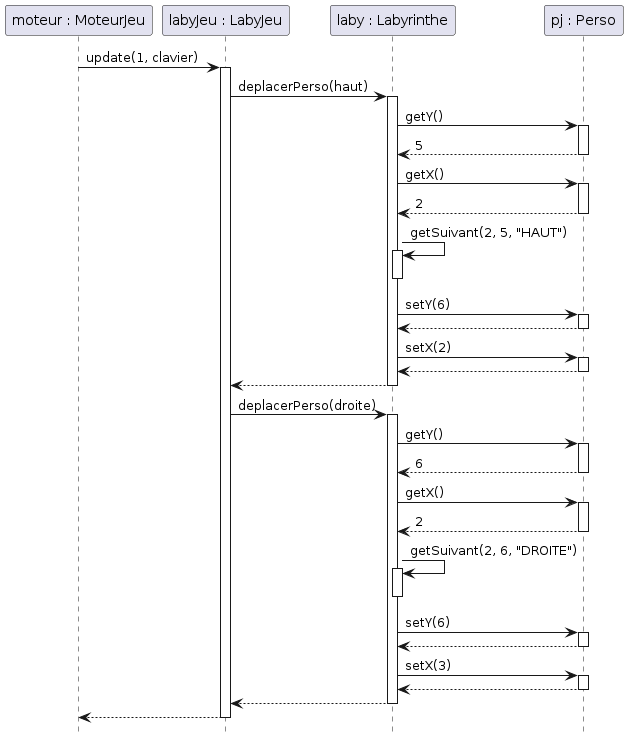 moteur : MoteurJeu
labyJeu : LabyJeu
laby : Labyrinthe
pj : Perso
update(1, clavier)
deplacerPerso(haut)
getY()
5
getX()
2
getSuivant(2, 5, "HAUT")
setY(6)
setX(2)
deplacerPerso(droite)
getY()
6
getX()
2
getSuivant(2, 6, "DROITE")
setY(6)
setX(3)